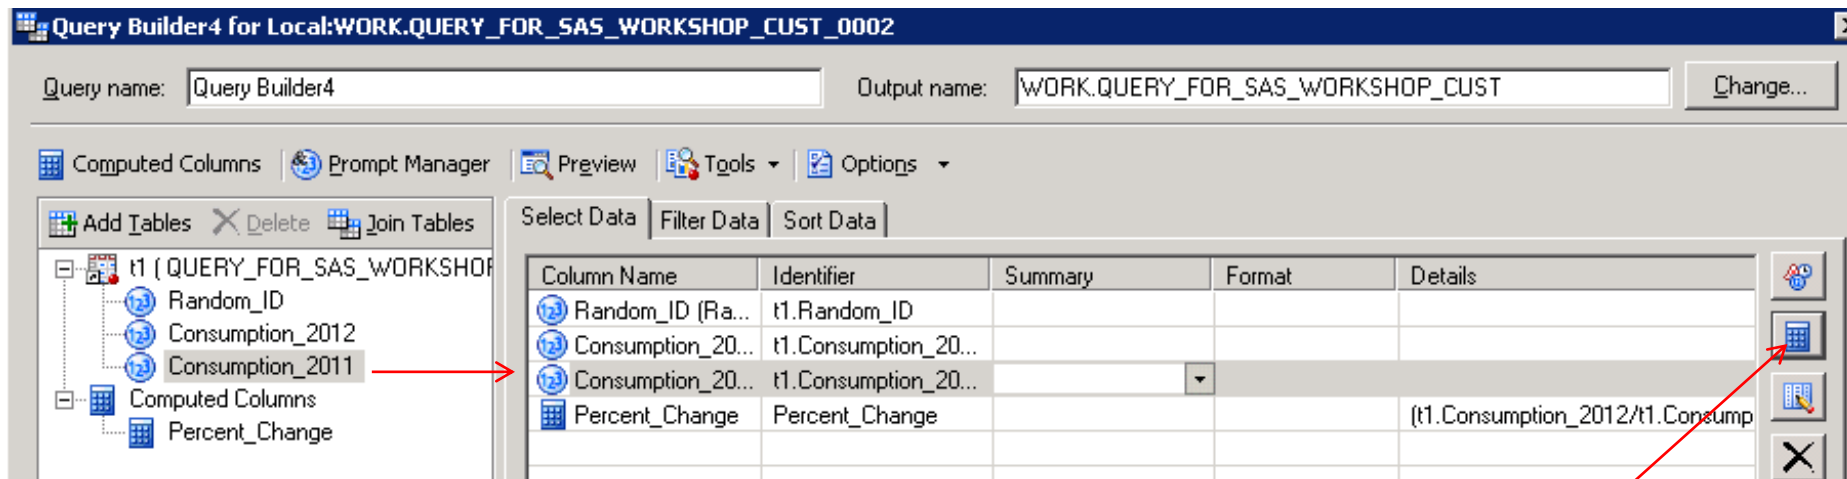 Query Builder4 for Local:WORK.QUERY_FOR_SAS_WORKSHOP_CUST_0002
Query name: Query Builder4 Output name: WORK.QUERY_FOR_SAS_WORKSHOP_CUST Change...
Computed Columns Prompt Manager Preview Tools Options
Add Tables Delete Join Tables Select Data Filter Data Sort Data
t1 (QUERY_FOR_SAS_WORKSHOP
Random_ID
Consumption_2012
Consumption_2011
Computed Columns
Percent_Change
Column Name Identifier Summary Format Details
Random_ID (Ra... t1.Random_ID
Consumption_20... t1.Consumption_20...
Consumption_20... t1.Consumption_20...
Percent_Change Percent_Change (t1.Consumption_2012/t1.Consump